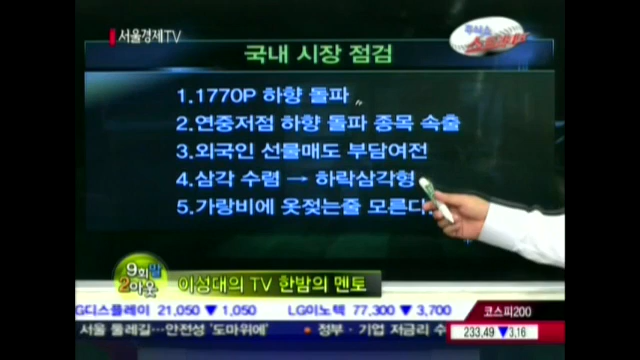 서울경제TV
국내 시장 점검
1.1770P 하향 돌파
2.연중저점 하향 돌파 종목 속출
3.외국인 선물매도 부담여전
4.삼각 수렴 → 하락삼각형
5.가랑비에 옷젖는줄 모른다.
9회말
2아웃
이성대의 TV 한밤의 멘토
G디스플레이 21,050 ▼ 1,050 LG이노텍 77,300 ▼ 3,700 코스피200
서울 둘레길…안전성 '도마위에' 정부·기업 저금리 수 233.49 ▼3.16